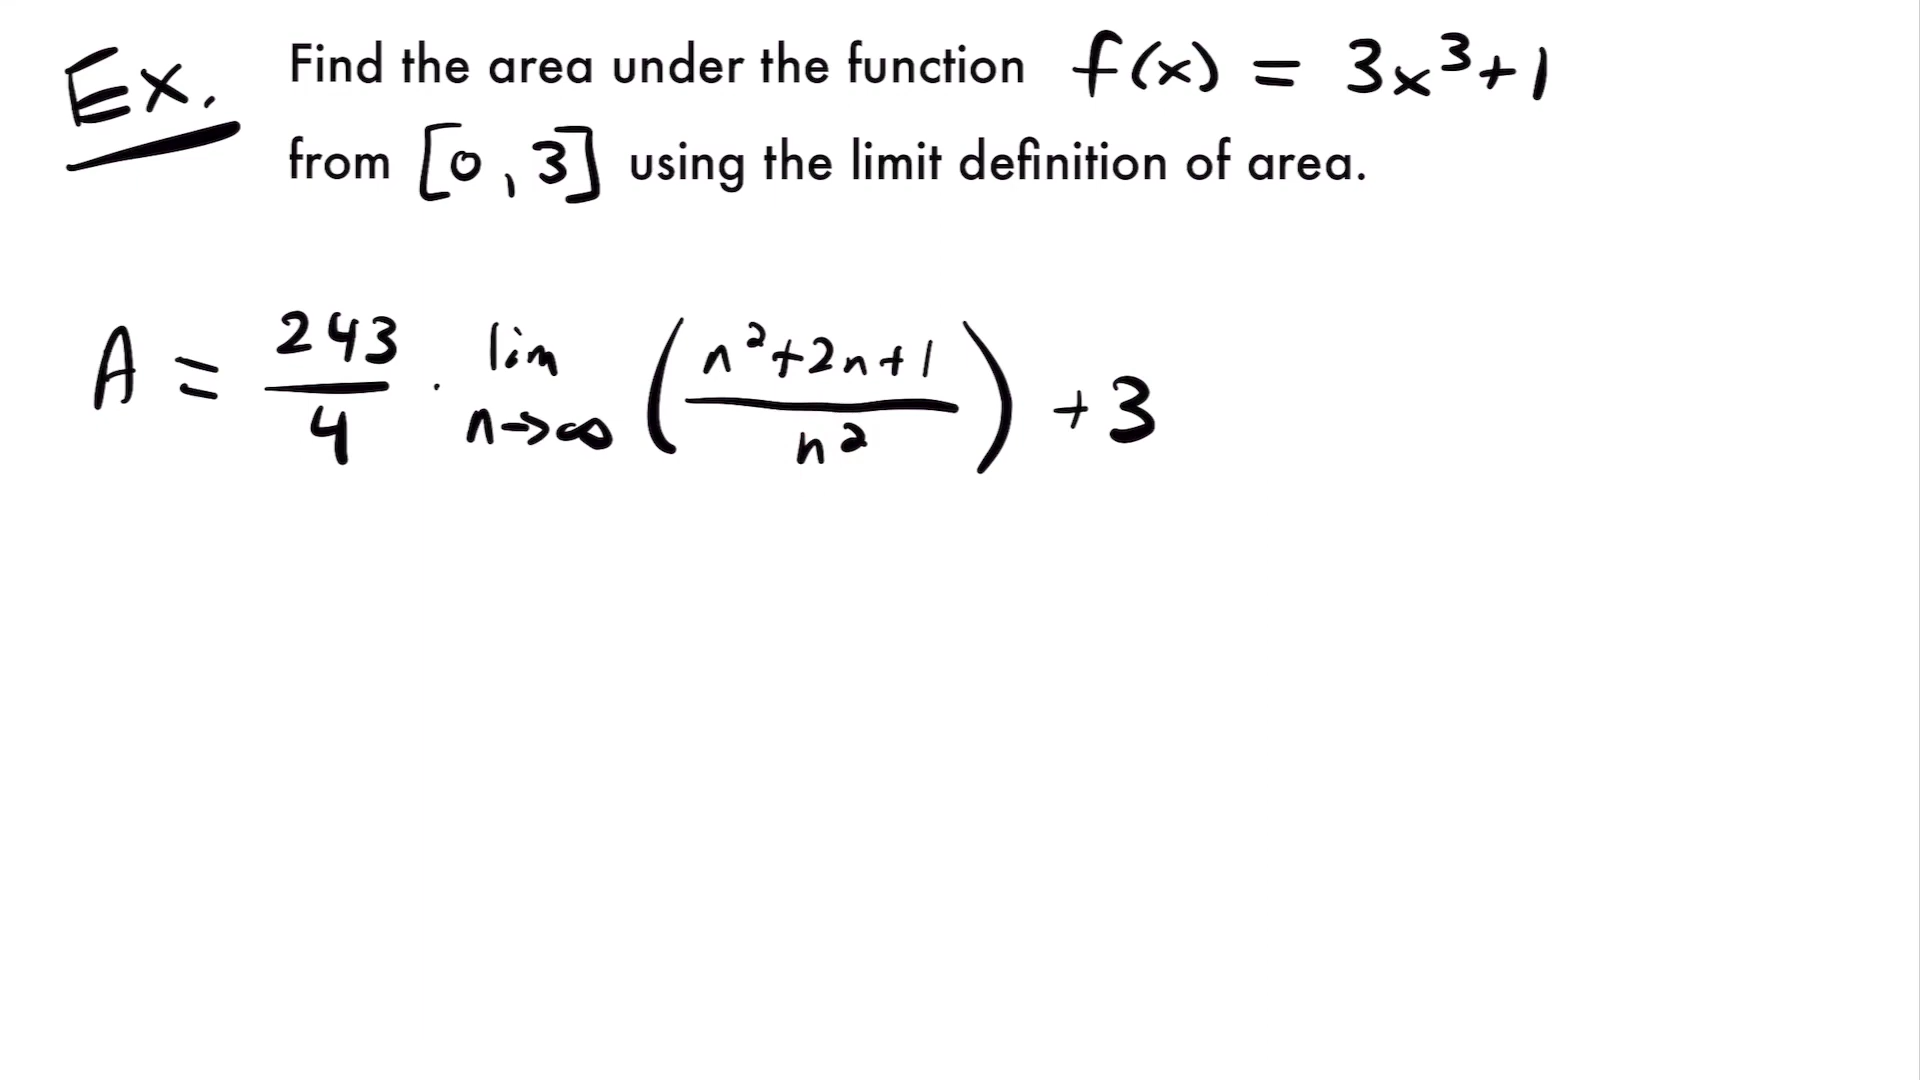 Ex. Find the area under the function f(x) = 3x³+1
from [0,3] using the limit definition of area.
A = 243/4 · lim n→∞ ((n²+2n+1)/n²) + 3